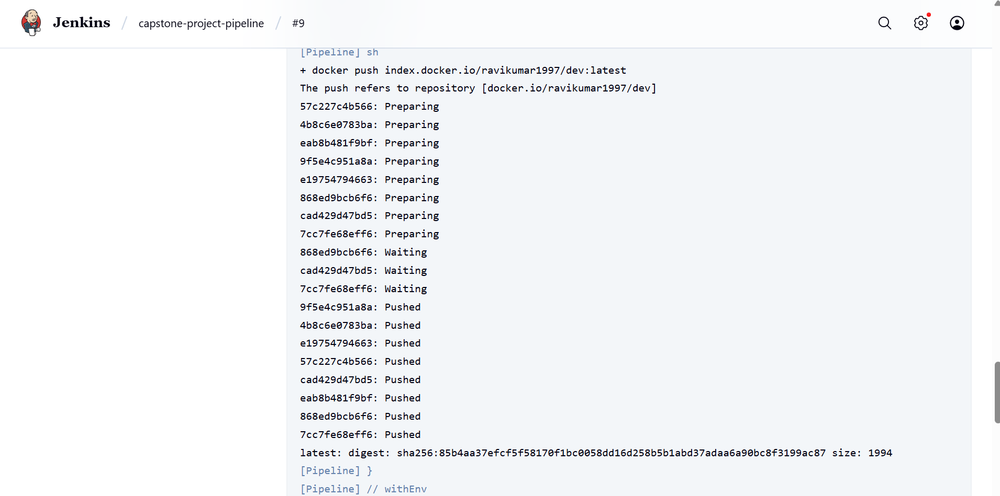 Jenkins / capstone-project-pipeline / #9
[Pipeline] sh
+ docker push index.docker.io/ravikumar1997/dev:latest
The push refers to repository [docker.io/ravikumar1997/dev]
57c227c4b566: Preparing
4b8c6e0783ba: Preparing
eab8b481f9bf: Preparing
9f5e4c951a8a: Preparing
e19754794663: Preparing
868ed9bcb6f6: Preparing
cad429d47bd5: Preparing
7cc7fe68eff6: Preparing
868ed9bcb6f6: Waiting
cad429d47bd5: Waiting
7cc7fe68eff6: Waiting
9f5e4c951a8a: Pushed
4b8c6e0783ba: Pushed
e19754794663: Pushed
57c227c4b566: Pushed
cad429d47bd5: Pushed
eab8b481f9bf: Pushed
868ed9bcb6f6: Pushed
7cc7fe68eff6: Pushed
latest: digest: sha256:85b4aa37efcf5f58170f1bc0058dd16d258b5b1abd37adaa6a90bc8f3199ac87 size: 1994
[Pipeline] }
[Pipeline] // withEnv